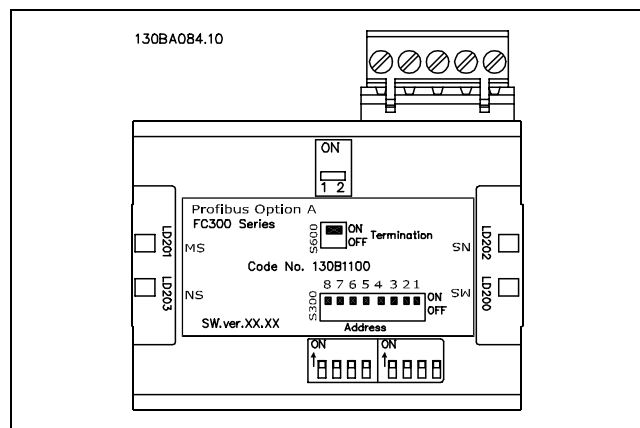 130BA084.10
ON
1 2
Profibus Option A
FC300 Series
S600
ON
OFF
Termination
LD201
MS
LD202
NS
Code No. 130B1100
LD203
NS
LD200
MS
8 7 6 5 4 3 2 1
S300
ON
OFF
SW.ver.XX.XX
Address
ON
ON